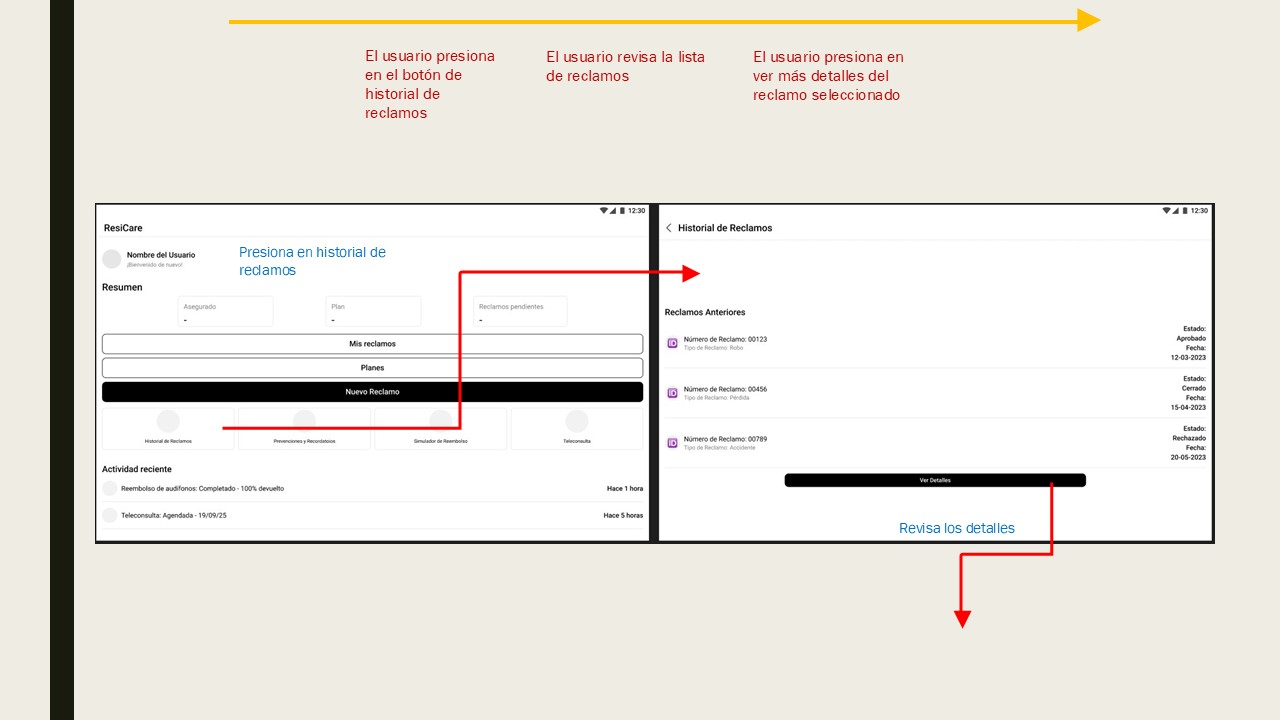 El usuario presiona
en el botón de
historial de
reclamos
El usuario revisa la lista
de reclamos
El usuario presiona en
ver más detalles del
reclamo seleccionado
12:30
ResiCare
Nombre del Usuario
¡Bienvenido de nuevo!
Presiona en historial de
reclamos
Resumen
Asegurado
-
Plan
-
Reclamos pendientes
-
Mis reclamos
Planes
Nuevo Reclamo
Historial de Reclamos
Prevenciones y Recordatoios
Simulador de Reembolso
Teleconsulta
Actividad reciente
Reembolso de audífonos: Completado - 100% devuelto
Hace 1 hora
Teleconsulta: Agendada - 19/09/25
Hace 5 horas
12:30
Historial de Reclamos
Reclamos Anteriores
ID
Número de Reclamo: 00123
Tipo de Reclamo: Robo
Estado:
Aprobado
Fecha:
12-03-2023
ID
Número de Reclamo: 00456
Tipo de Reclamo: Pérdida
Estado:
Cerrado
Fecha:
15-04-2023
ID
Número de Reclamo: 00789
Tipo de Reclamo: Accidente
Estado:
Rechazado
Fecha:
20-05-2023
Ver Detalles
Revisa los detalles